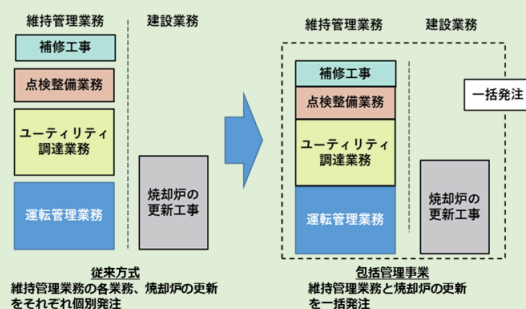 維持管理業務
建設業務
補修工事
点検整備業務
ユーティリティ
調達業務
運転管理業務
焼却炉の
更新工事
従来方式
維持管理業の各業務、焼却炉の更新
をそれぞれ個別発注
維持管理業務
建設業務
補修工事
点検整備業務
ユーティリティ
調達業務
運転管理業務
焼却炉の
更新工事
一括発注
包括管理事業
維持管理業務と焼却炉の更新
を一括発注